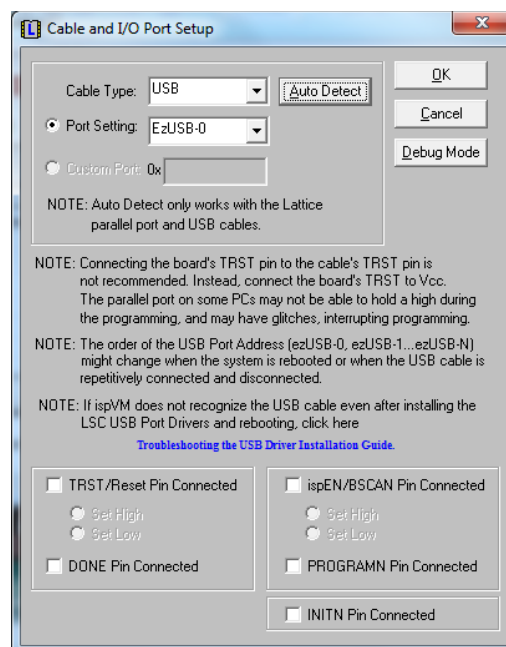 Cable and I/O Port Setup
Cable Type: USB Auto Detect OK
Port Setting: EzUSB-0 Cancel
Custom Port: 0x Debug Mode
NOTE: Auto Detect only works with the Lattice
parallel port and USB cables.
NOTE: Connecting the board's TRST pin to the cable's TRST pin is
not recommended. Instead, connect the board's TRST to Vcc.
The parallel port on some PCs may not be able to hold a high during
the programming, and may have glitches, interrupting programming.
NOTE: The order of the USB Port Address (ezUSB-0, ezUSB-1...ezUSB-N)
might change when the system is rebooted or when the USB cable is
repetitively connected and disconnected.
NOTE: If ispVM does not recognize the USB cable even after installing the
LSC USB Port Drivers and rebooting, click here
Troubleshooting the USB Driver Installation Guide.
TRST/Reset Pin Connected ispEN/BSCAN Pin Connected
Set High Set High
Set Low Set Low
DONE Pin Connected PROGRAMN Pin Connected
INITN Pin Connected